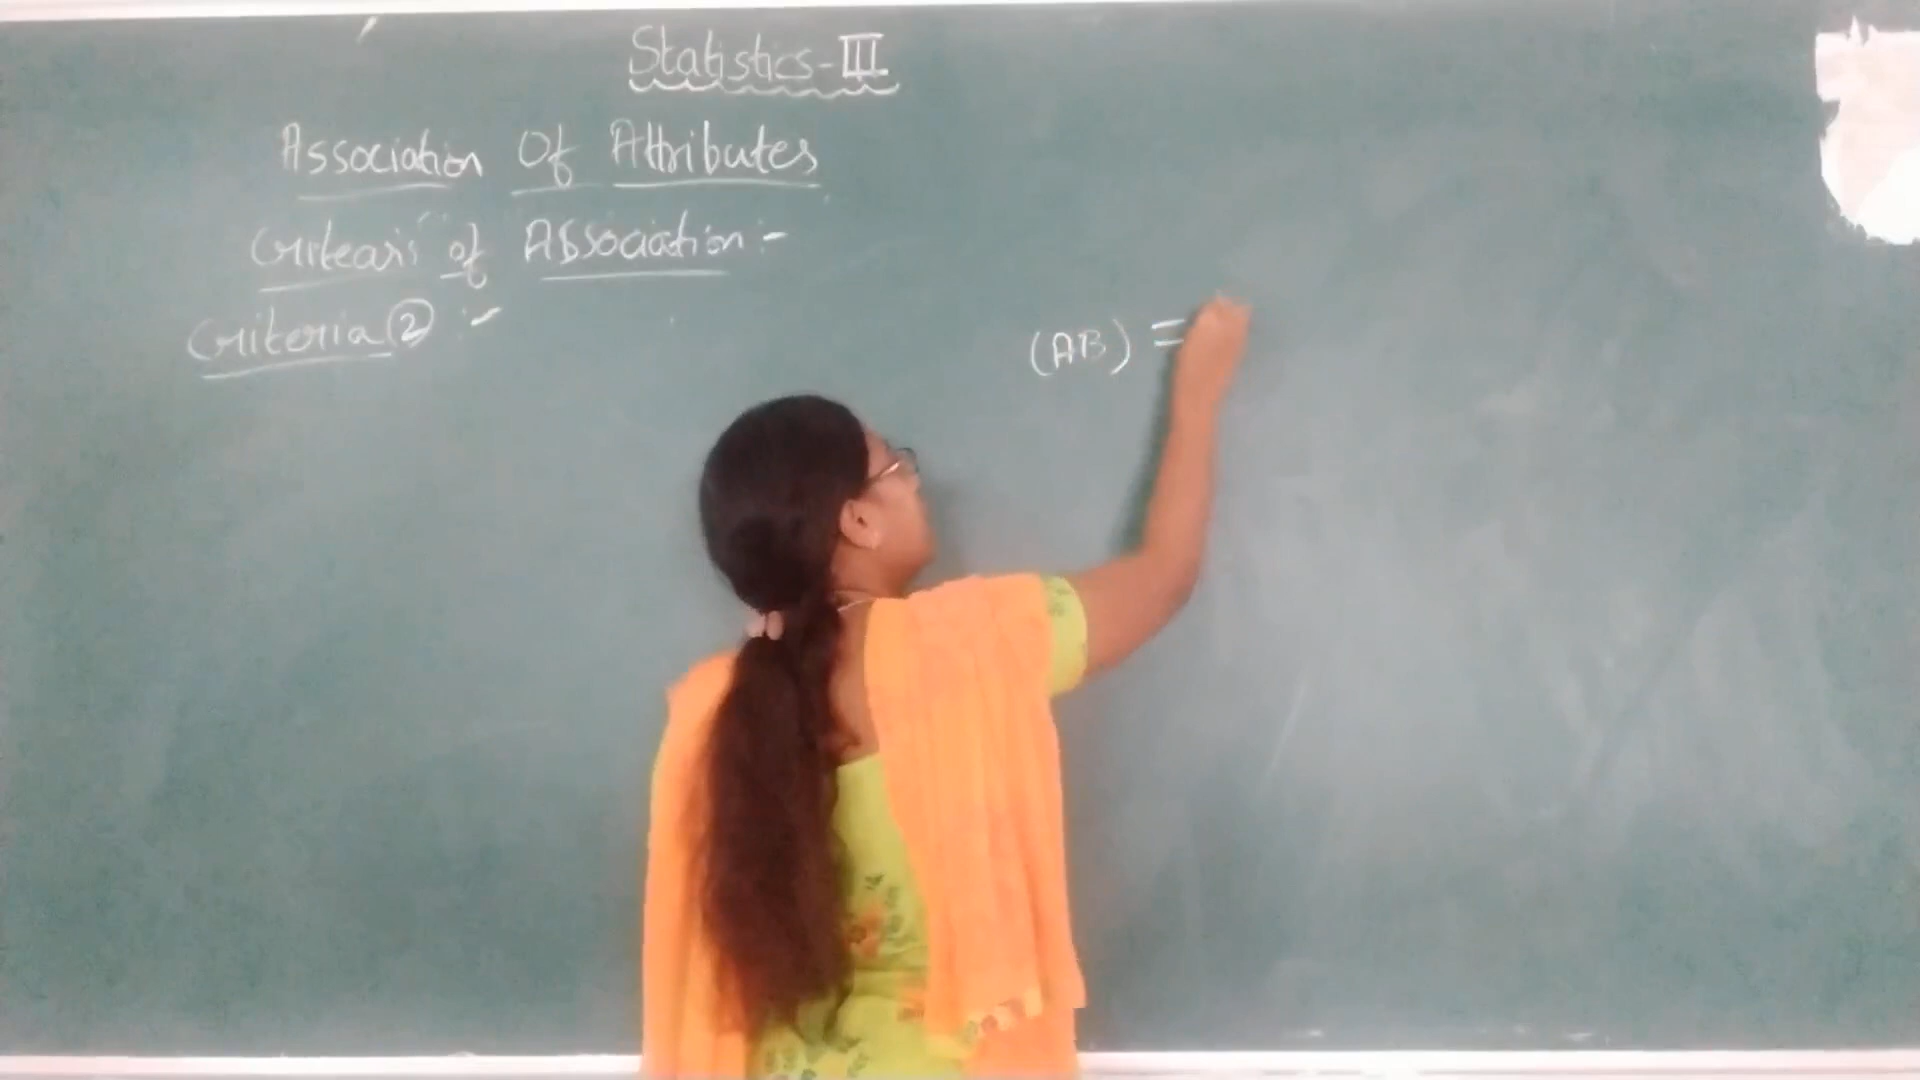 Statistics-III
Association Of Attributes
Critearis of Association :-
Criteria ② :-
(AB) =